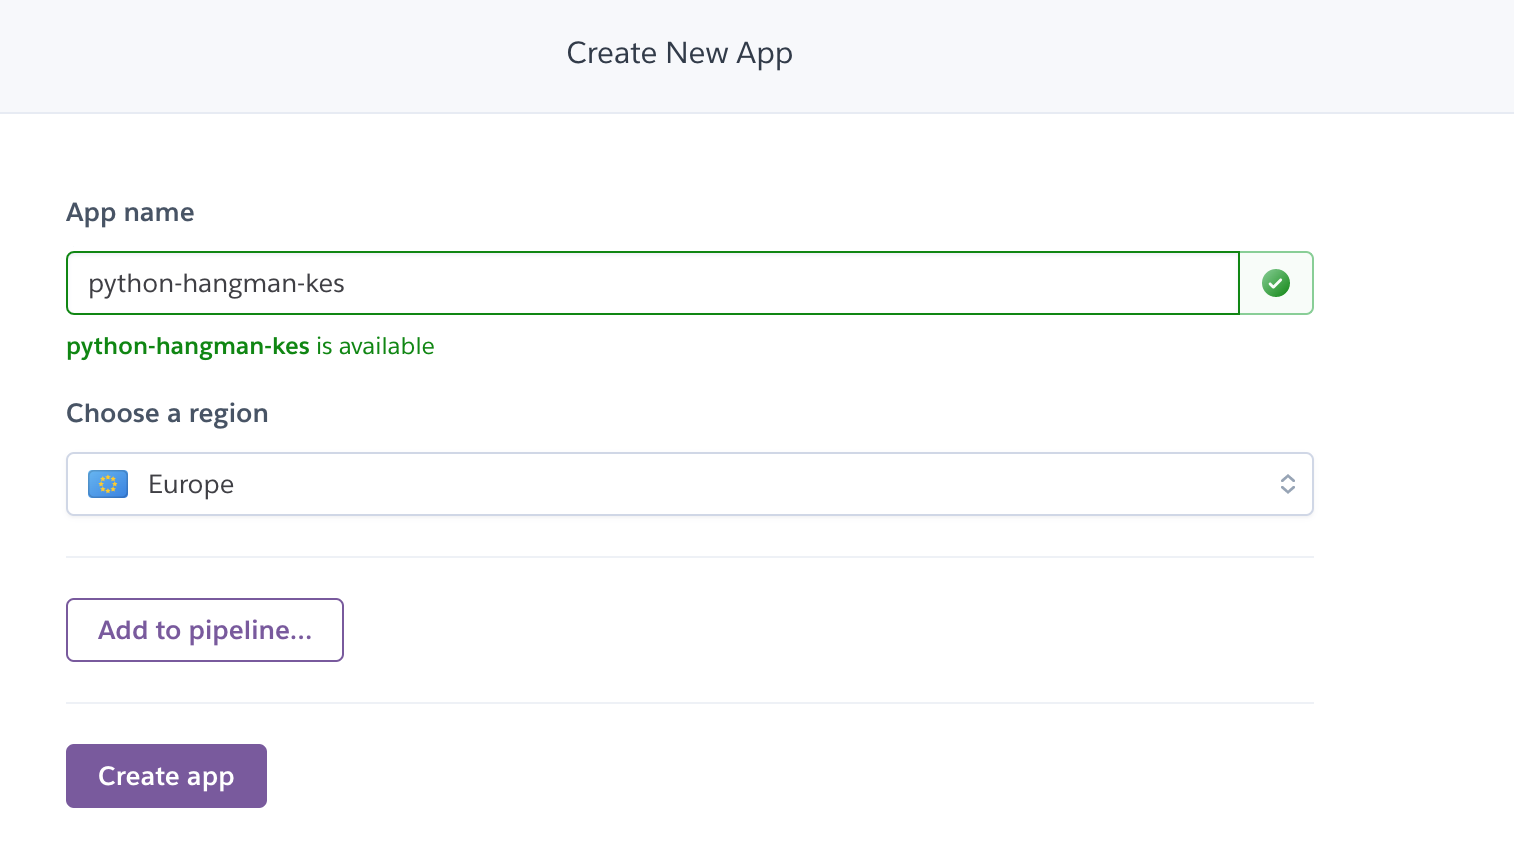 Create New App
App name
python-hangman-kes
python-hangman-kes is available
Choose a region
Europe
Add to pipeline...
Create app